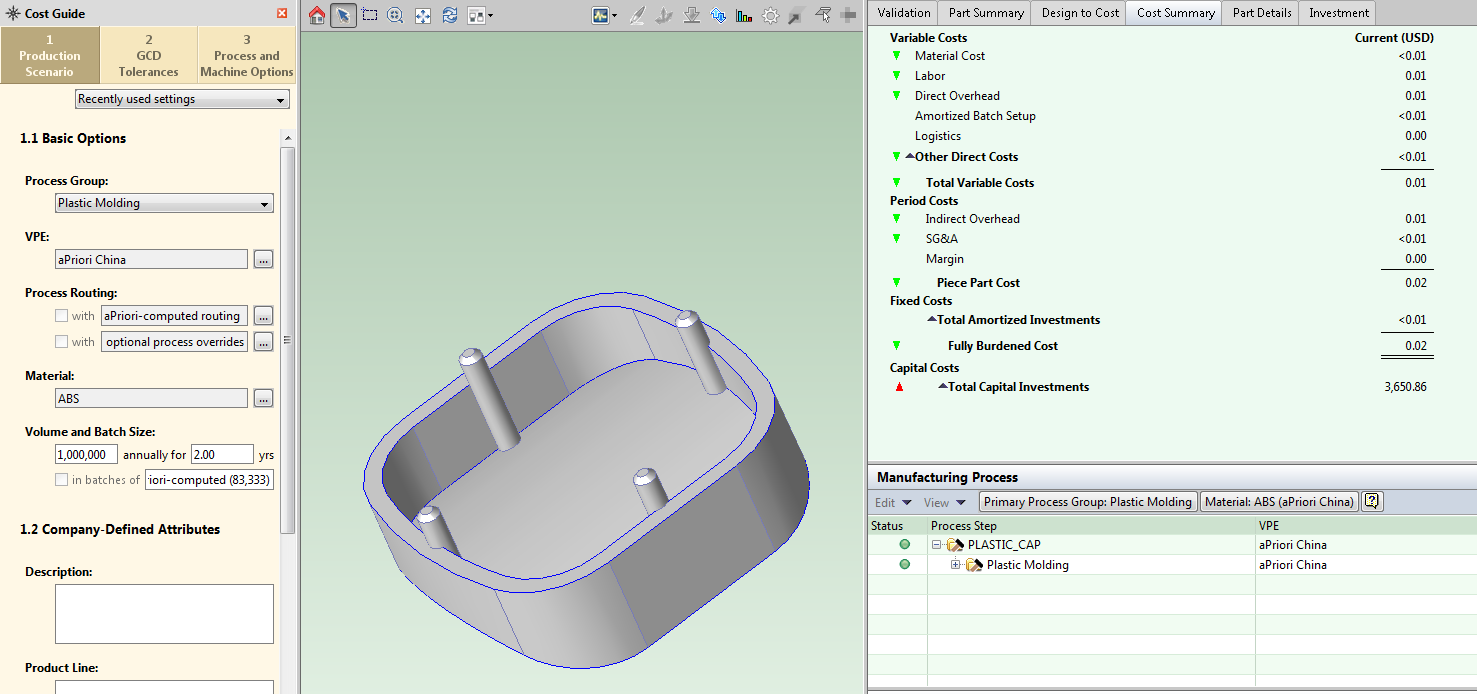 Cost Guide
1 Production Scenario
2 GCD Tolerances
3 Process and Machine Options
Recently used settings
1.1 Basic Options
Process Group:
Plastic Molding
VPE:
aPriori China ...
Process Routing:
with aPriori-computed routing ...
with optional process overrides ...
Material:
ABS ...
Volume and Batch Size:
1,000,000 annually for 2.00 yrs
in batches of iori-computed (83,333)
1.2 Company-Defined Attributes
Description:
Product Line:
Validation Part Summary Design to Cost Cost Summary Part Details Investment
Variable Costs Current (USD)
Material Cost <0.01
Labor 0.01
Direct Overhead 0.01
Amortized Batch Setup <0.01
Logistics 0.00
Other Direct Costs <0.01
Total Variable Costs 0.01
Period Costs
Indirect Overhead 0.01
SG&A <0.01
Margin 0.00
Piece Part Cost 0.02
Fixed Costs
Total Amortized Investments <0.01
Fully Burdened Cost 0.02
Capital Costs
Total Capital Investments 3,650.86
Manufacturing Process
Edit View Primary Process Group: Plastic Molding Material: ABS (aPriori China) ?
Status Process Step VPE
PLASTIC_CAP aPriori China
Plastic Molding aPriori China